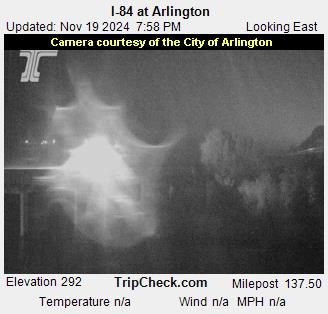 I-84 at Arlington
Updated: Nov 19 2024 7:58 PM Looking East
Camera courtesy of the City of Arlington
Elevation 292 TripCheck.com Milepost 137.50
Temperature n/a Wind n/a MPH n/a